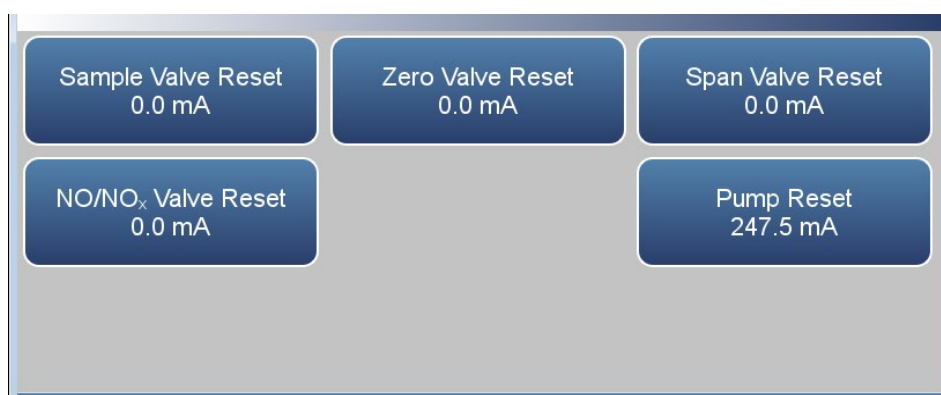 Sample Valve Reset
0.0 mA
Zero Valve Reset
0.0 mA
Span Valve Reset
0.0 mA
NO/NOₓ Valve Reset
0.0 mA
Pump Reset
247.5 mA